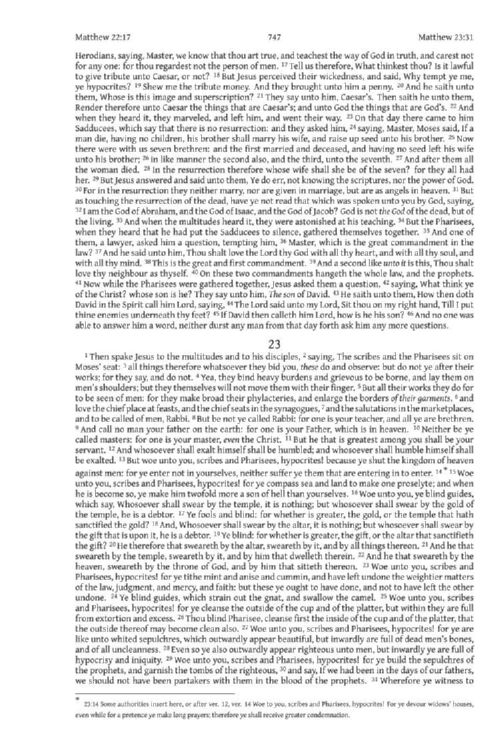 Matthew 22:17 747 Matthew 23:31
Herodians, saying, Master, we know that thou art true, and teachest the way of God in truth, and carest not
for any one: for thou regardest not the person of men. 17 Tell us therefore, What thinkest thou? Is it lawful
to give tribute unto Caesar, or not? 18 But Jesus perceived their wickedness, and said, Why tempt ye me,
ye hypocrites? 19 Shew me the tribute money. And they brought unto him a penny. 20 And he saith unto
them, Whose is this image and superscription? 21 They say unto him, Caesar's. Then saith he unto them,
Render therefore unto Caesar the things that are Caesar's; and unto God the things that are God's. 22 And
when they heard it, they marveled, and left him, and went their way. 23 On that day there came to him
Sadducees, which say that there is no resurrection: and they asked him, 24 saying, Master, Moses said, If a
man die, having no children, his brother shall marry his wife, and raise up seed unto his brother. 25 Now
there were with us seven brethren: and the first married and deceased, and having no seed left his wife
unto his brother; 26 in like manner the second also, and the third, unto the seventh. 27 And after them all
the woman died. 28 In the resurrection therefore whose wife shall she be of the seven? for they all had
her. 29 But Jesus answered and said unto them, Ye do err, not knowing the scriptures, nor the power of God.
30 For in the resurrection they neither marry, nor are given in marriage, but are as angels in heaven. 31 But
as touching the resurrection of the dead, have ye not read that which was spoken unto you by God, saying,
32 I am the God of Abraham, and the God of Isaac, and the God of Jacob? God is not the God of the dead, but of
the living. 33 And when the multitudes heard it, they were astonished at his teaching. 34 But the Pharisees,
when they heard that he had put the Sadducees to silence, gathered themselves together. 35 And one of
them, a lawyer, asked him a question, tempting him, 36 Master, which is the great commandment in the
law? 37 And he said unto him, Thou shalt love the Lord thy God with all thy heart, and with all thy soul, and
with all thy mind. 38 This is the great and first commandment. 39 And a second like unto it is this, Thou shalt
love thy neighbour as thyself. 40 On these two commandments hangeth the whole law, and the prophets.
41 Now while the Pharisees were gathered together, Jesus asked them a question, 42 saying, What think ye
of the Christ? whose son is he? They say unto him, The son of David. 43 He saith unto them, How then doth
David in the Spirit call him Lord, saying, 44 The Lord said unto my Lord, Sit thou on my right hand, Till I put
thine enemies underneath thy feet? 45 If David then calleth him Lord, how is he his son? 46 And no one was
able to answer him a word, neither durst any man from that day forth ask him any more questions.
23
1 Then spake Jesus to the multitudes and to his disciples, 2 saying, The scribes and the Pharisees sit on
Moses' seat: 3 all things therefore whatsoever they bid you, these do and observe: but do not ye after their
works; for they say, and do not. 4 Yea, they bind heavy burdens and grievous to be borne, and lay them on
men's shoulders; but they themselves will not move them with their finger. 5 But all their works they do for
to be seen of men: for they make broad their phylacteries, and enlarge the borders of their garments, 6 and
love the chief place at feasts, and the chief seats in the synagogues, 7 and the salutations in the marketplaces,
and to be called of men, Rabbi. 8 But be not ye called Rabbi: for one is your teacher, and all ye are brethren.
9 And call no man your father on the earth: for one is your Father, which is in heaven. 10 Neither be ye
called masters: for one is your master, even the Christ. 11 But he that is greatest among you shall be your
servant. 12 And whosoever shall exalt himself shall be humbled; and whosoever shall humble himself shall
be exalted. 13 But woe unto you, scribes and Pharisees, hypocrites! because ye shut the kingdom of heaven
against men: for ye enter not in yourselves, neither suffer ye them that are entering in to enter. 14 * 15 Woe
unto you, scribes and Pharisees, hypocrites! for ye compass sea and land to make one proselyte; and when
he is become so, ye make him twofold more a son of hell than yourselves. 16 Woe unto you, ye blind guides,
which say, Whosoever shall swear by the temple, it is nothing; but whosoever shall swear by the gold of
the temple, he is a debtor. 17 Ye fools and blind: for whether is greater, the gold, or the temple that hath
sanctified the gold? 18 And, Whosoever shall swear by the altar, it is nothing; but whosoever shall swear by
the gift that is upon it, he is a debtor. 19 Ye blind: for whether is greater, the gift, or the altar that sanctifieth
the gift? 20 He therefore that sweareth by the altar, sweareth by it, and by all things thereon. 21 And he that
sweareth by the temple, sweareth by it, and by him that dwelleth therein. 22 And he that sweareth by the
heaven, sweareth by the throne of God, and by him that sitteth thereon. 23 Woe unto you, scribes and
Pharisees, hypocrites! for ye tithe mint and anise and cummin, and have left undone the weightier matters
of the law, judgment, and mercy, and faith: but these ye ought to have done, and not to have left the other
undone. 24 Ye blind guides, which strain out the gnat, and swallow the camel. 25 Woe unto you, scribes
and Pharisees, hypocrites! for ye cleanse the outside of the cup and of the platter, but within they are full
from extortion and excess. 26 Thou blind Pharisee, cleanse first the inside of the cup and of the platter, that
the outside thereof may become clean also. 27 Woe unto you, scribes and Pharisees, hypocrites! for ye are
like unto whited sepulchres, which outwardly appear beautiful, but inwardly are full of dead men's bones,
and of all uncleanness. 28 Even so ye also outwardly appear righteous unto men, but inwardly ye are full of
hypocrisy and iniquity. 29 Woe unto you, scribes and Pharisees, hypocrites! for ye build the sepulchres of
the prophets, and garnish the tombs of the righteous, 30 and say, If we had been in the days of our fathers,
we should not have been partakers with them in the blood of the prophets. 31 Wherefore ye witness to
* 23:14 Some authorities insert here, or after ver. 12, ver. 14 Woe to you, scribes and Pharisees, hypocrites! For ye devour widows' houses,
even while for a pretence ye make long prayers: therefore ye shall receive greater condemnation.